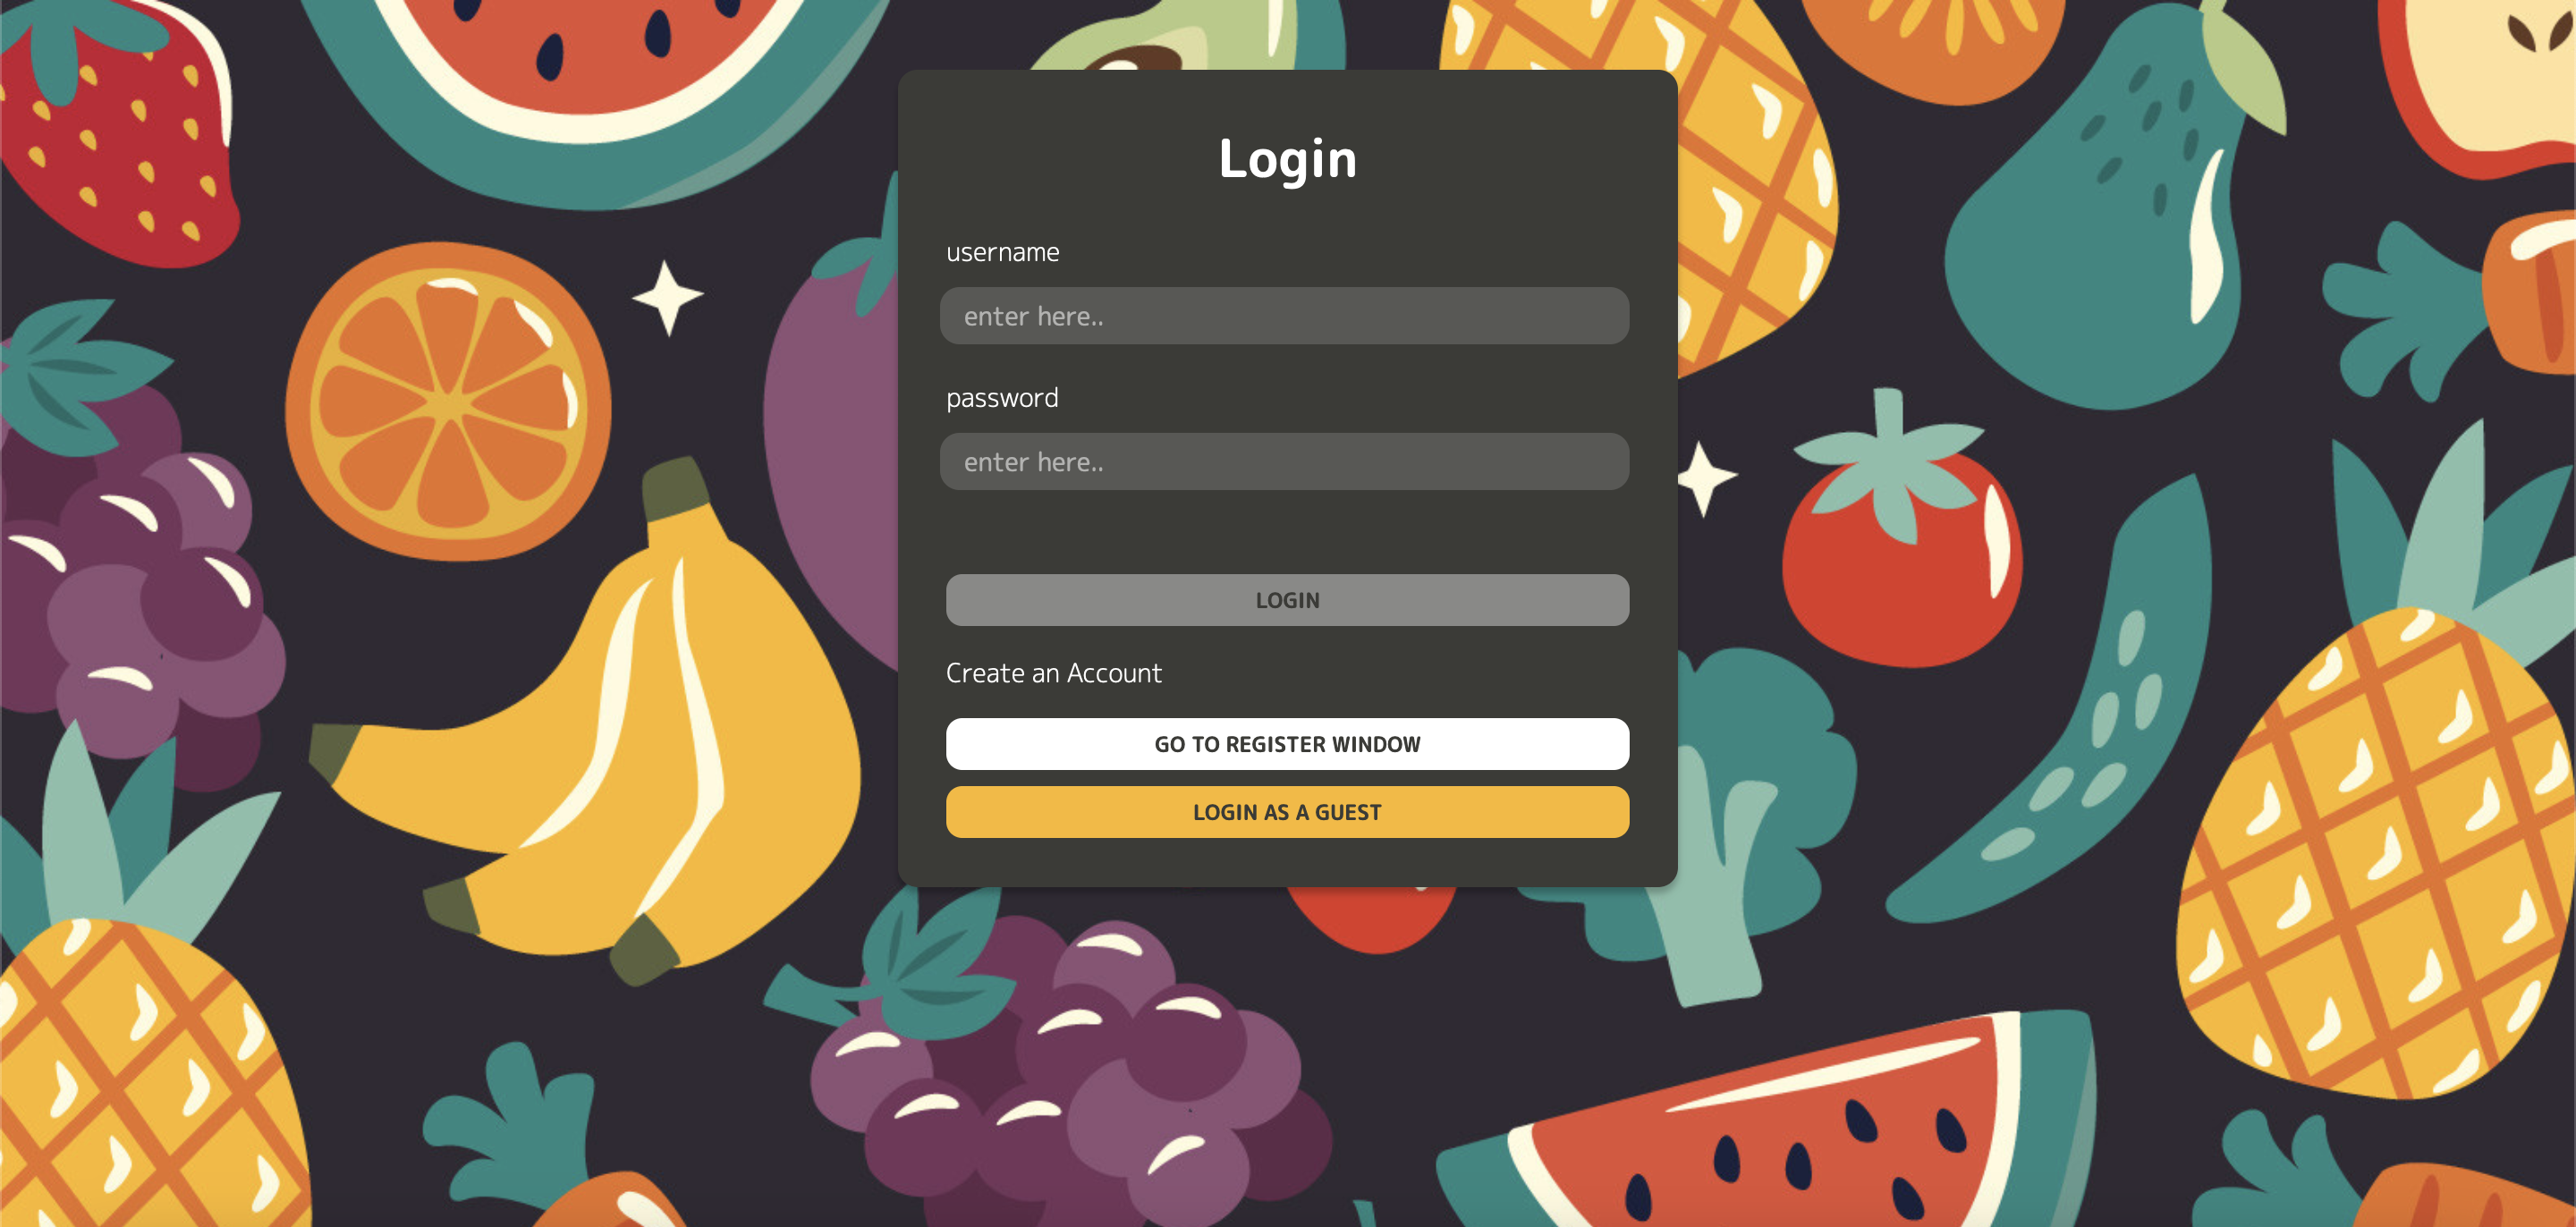 Login
username
enter here..
password
enter here..
LOGIN
Create an Account
GO TO REGISTER WINDOW
LOGIN AS A GUEST